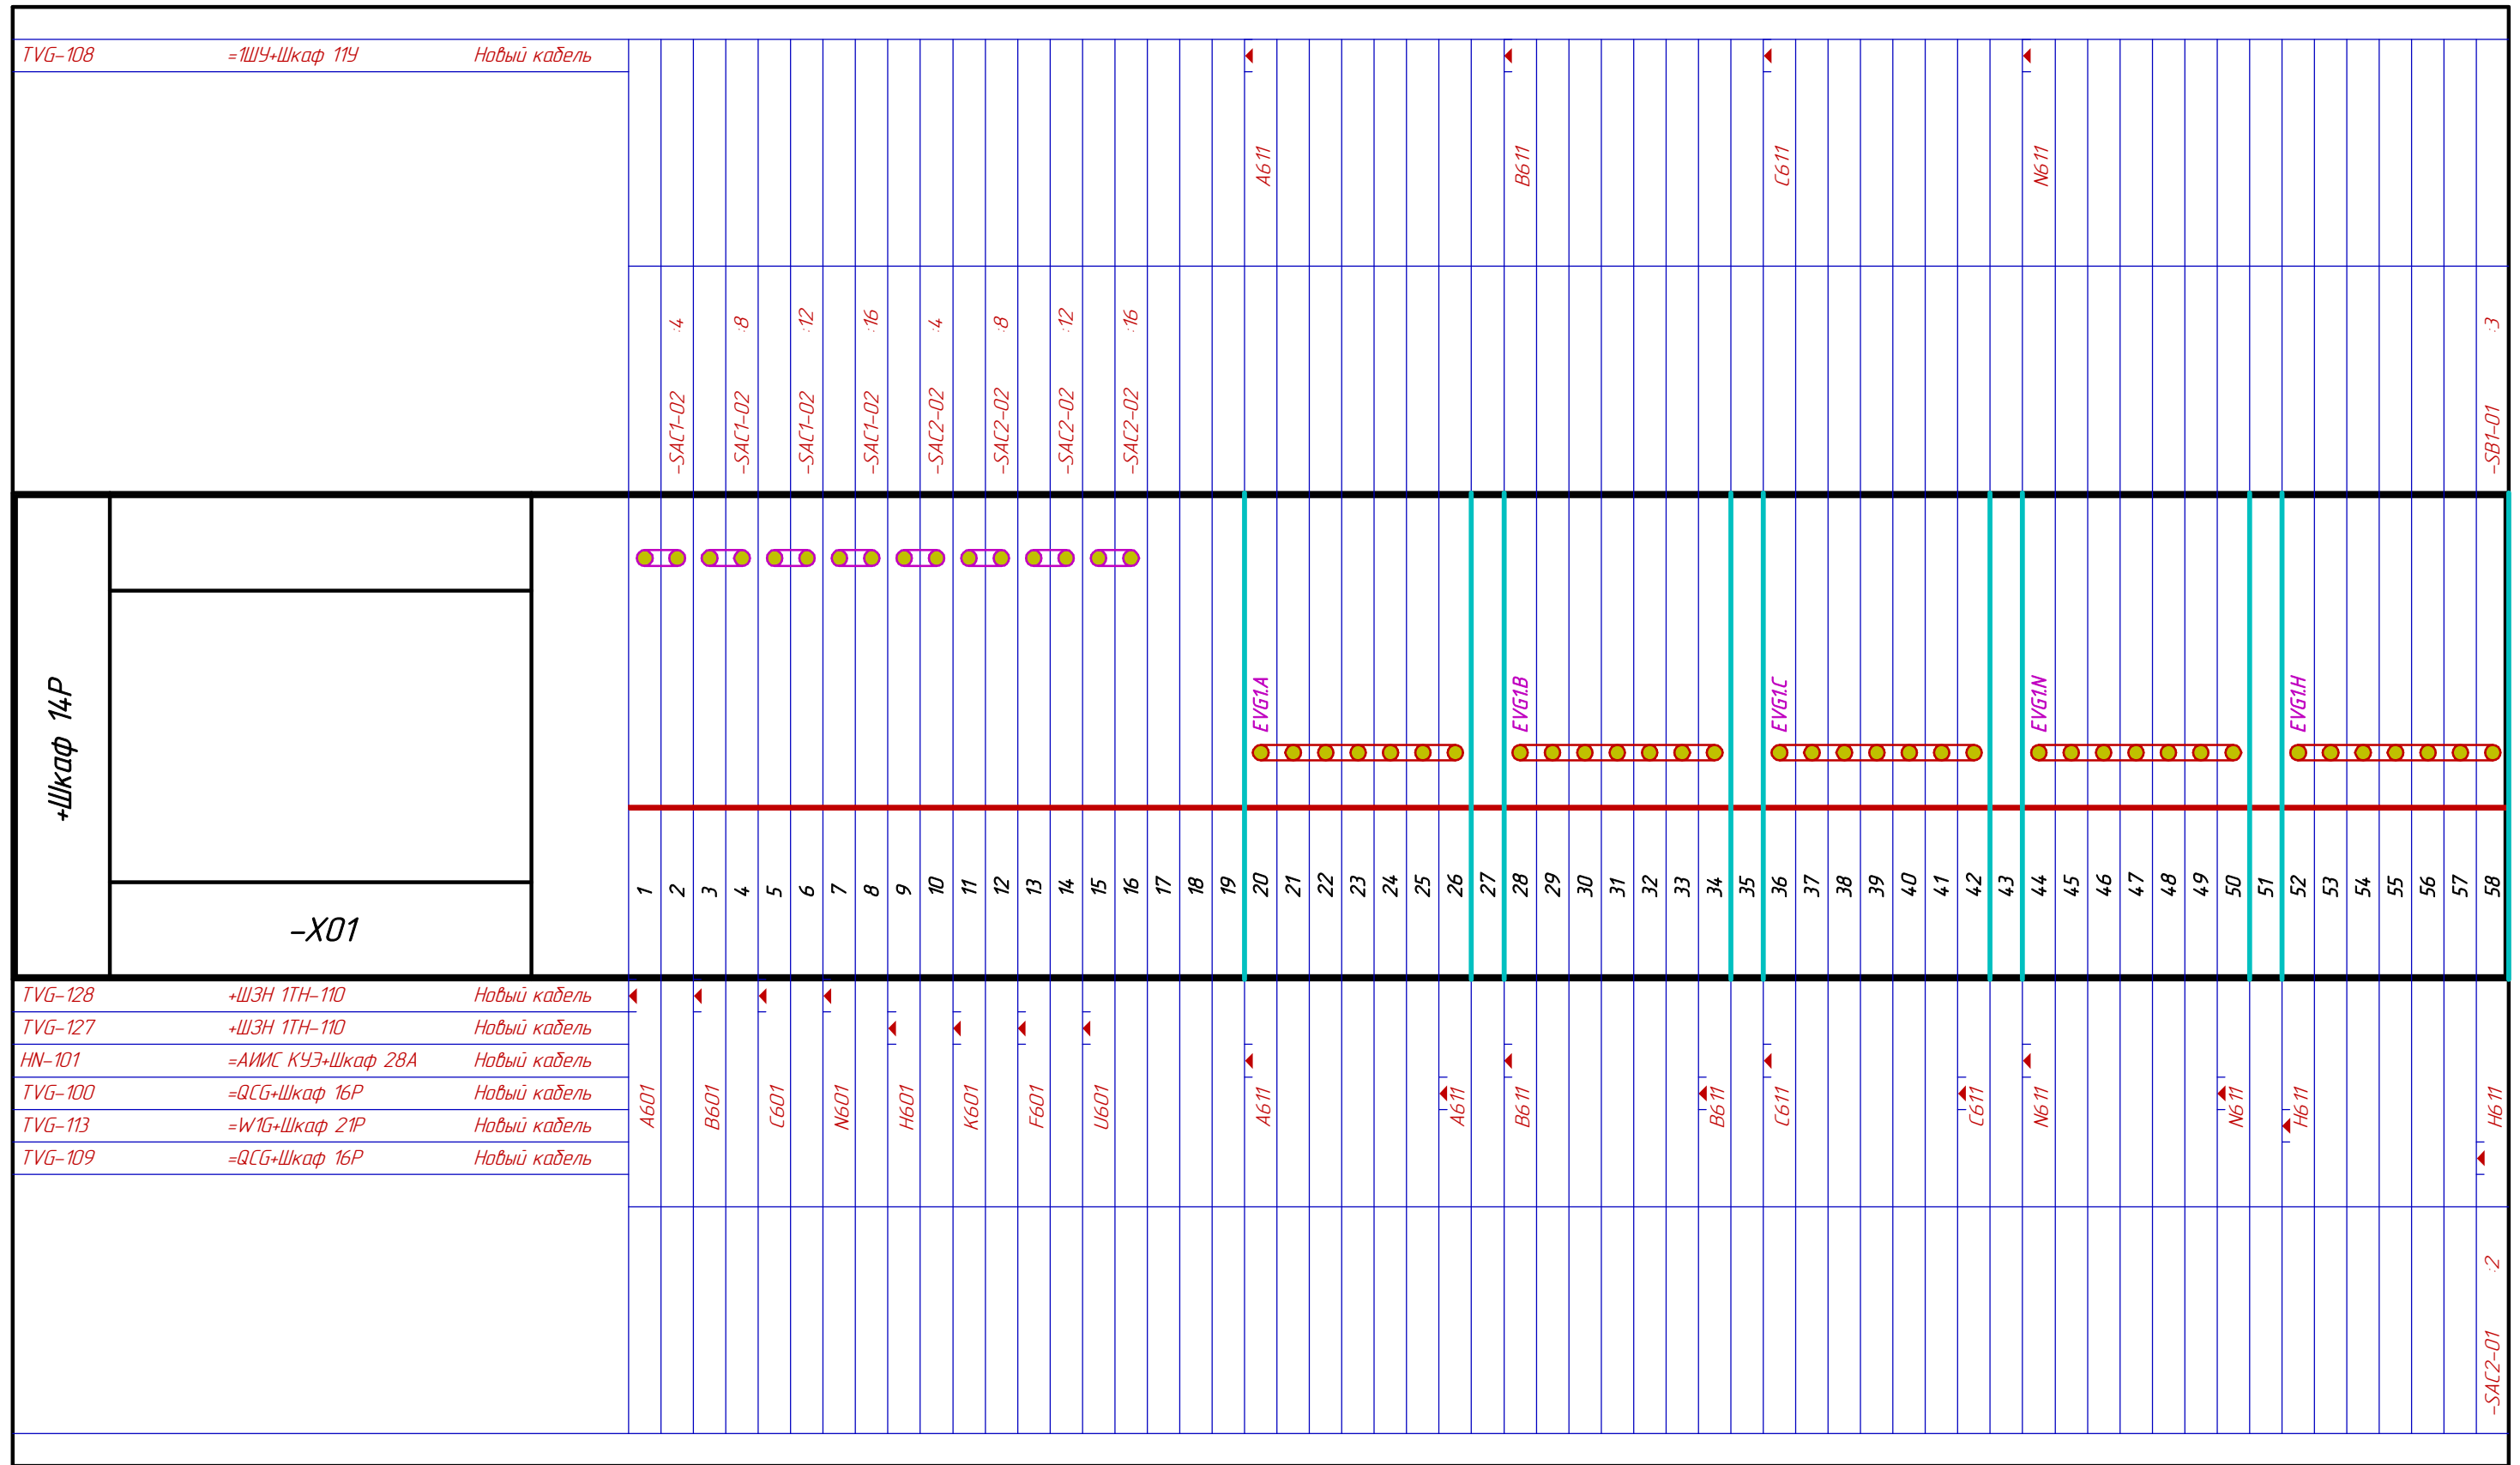 TVG-108 =1ШУ+Шкаф 11У Новый кабель
A611 B611 C611 N611
:4 :8 :12 :16 :4 :8 :12 :16 :3
-SAC1-02 -SAC1-02 -SAC1-02 -SAC1-02 -SAC2-02 -SAC2-02 -SAC2-02 -SAC2-02 -SB1-01
+Шкаф 14Р
EVG1.A EVG1.B EVG1.C EVG1.N EVG1.H
1 2 3 4 5 6 7 8 9 10 11 12 13 14 15 16 17 18 19 20 21 22 23 24 25 26 27 28 29 30 31 32 33 34 35 36 37 38 39 40 41 42 43 44 45 46 47 48 49 50 51 52 53 54 55 56 57 58
-X01
TVG-128 +ШЗН 1ТН-110 Новый кабель
TVG-127 +ШЗН 1ТН-110 Новый кабель
HN-101 =АИИС КУЭ+Шкаф 28А Новый кабель
TVG-100 =QCG+Шкаф 16Р Новый кабель
TVG-113 =W1G+Шкаф 21Р Новый кабель
TVG-109 =QCG+Шкаф 16Р Новый кабель
A601 B601 C601 N601 H601 K601 F601 U601 A611 A611 B611 B611 C611 C611 N611 N611 H611 H611
:2
-SAC2-01